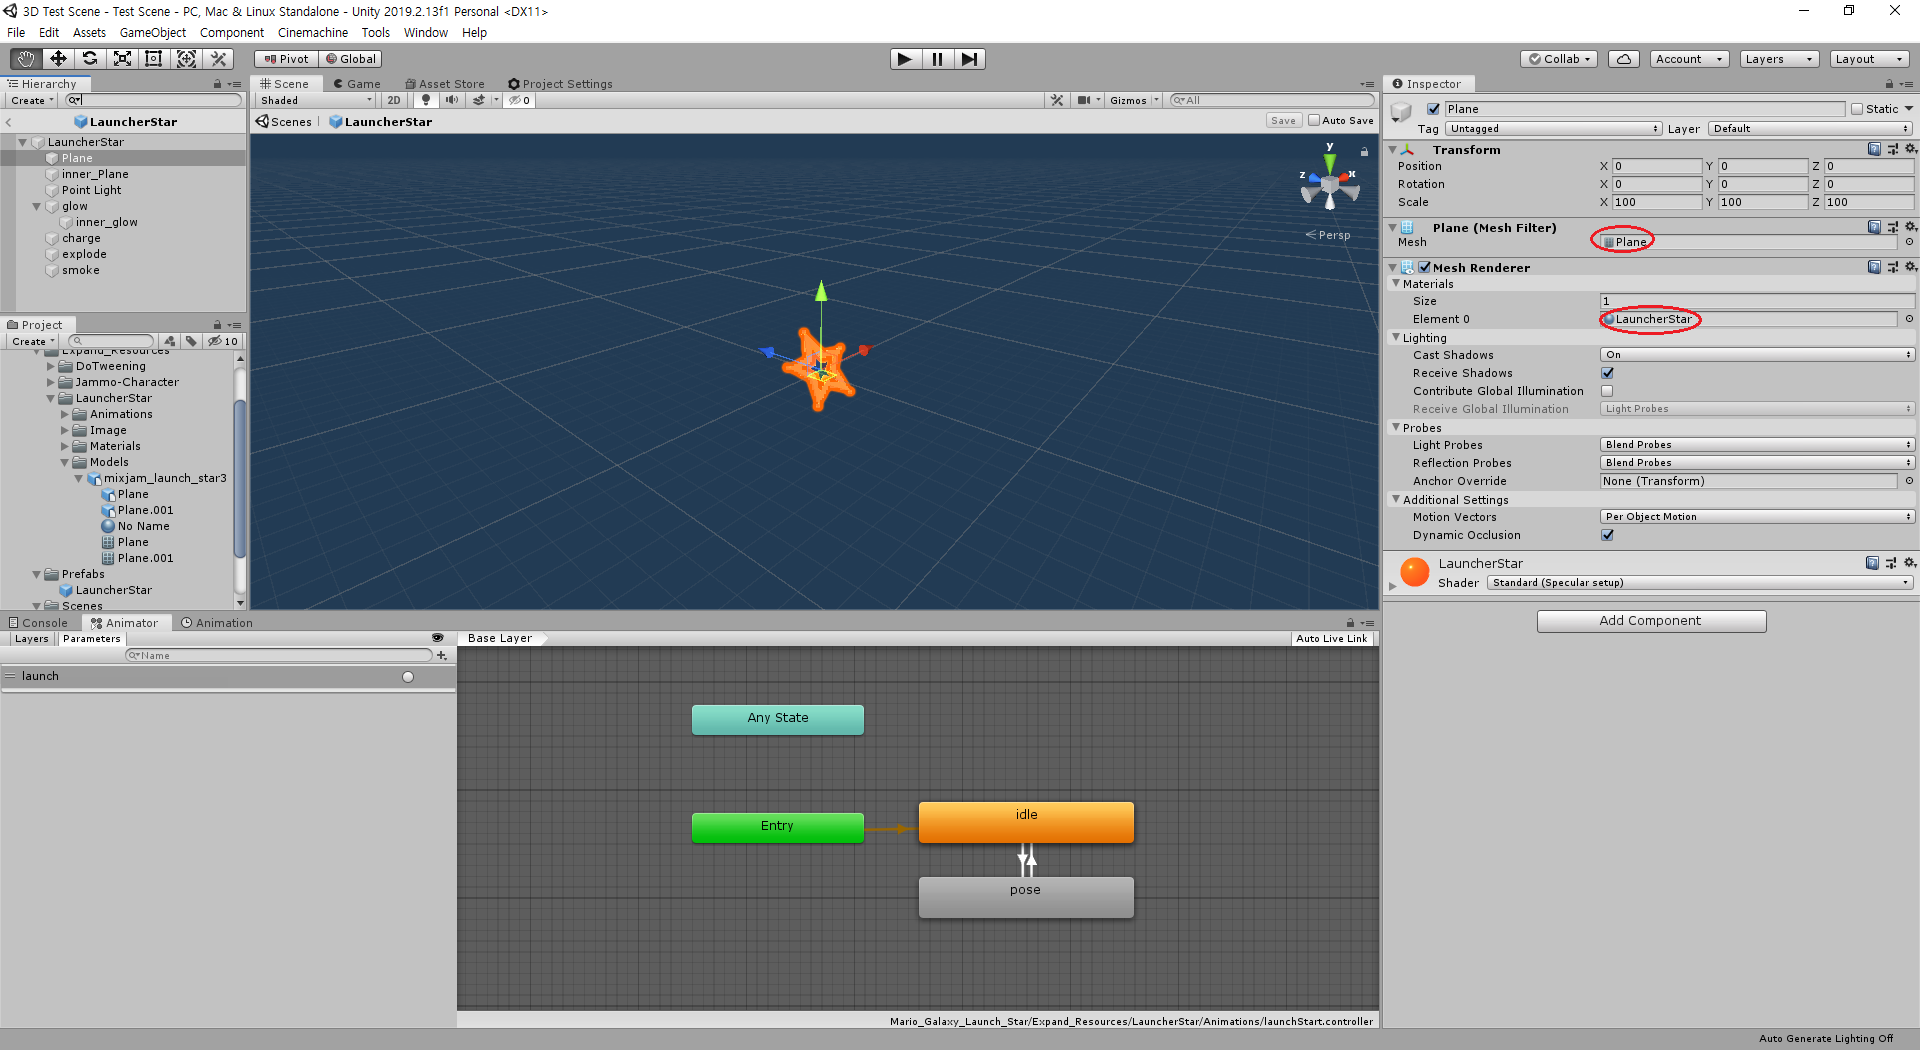 3D Test Scene - Test Scene - PC, Mac & Linux Standalone - Unity 2019.2.13f1 Personal <DX11>
File Edit Assets GameObject Component Cinemachine Tools Window Help
Pivot Global Collab Account Layers Layout
Hierarchy
Create
LauncherStar
LauncherStar
Plane
inner_Plane
Point Light
glow
inner_glow
charge
explode
smoke
Project
Create 10
Expand_Resources
DoTweening
Jammo-Character
LauncherStar
Animations
Image
Materials
Models
mixjam_launch_star3
Plane
Plane.001
No Name
Plane
Plane.001
Prefabs
LauncherStar
Scenes
Scene Game Asset Store Project Settings
Shaded 2D 0 Gizmos All
Scenes LauncherStar Save Auto Save
y
z x
Persp
Console Animator Animation
Layers Parameters Base Layer Auto Live Link
Name
launch
Any State
Entry
idle
pose
Mario_Galaxy_Launch_Star/Expand_Resources/LauncherStar/Animations/launchStart.controller
Inspector
Plane Static
Tag Untagged Layer Default
Transform
Position X 0 Y 0 Z 0
Rotation X 0 Y 0 Z 0
Scale X 100 Y 100 Z 100
Plane (Mesh Filter)
Mesh Plane
Mesh Renderer
Materials
Size 1
Element 0 LauncherStar
Lighting
Cast Shadows On
Receive Shadows
Contribute Global Illumination
Receive Global Illumination Light Probes
Probes
Light Probes Blend Probes
Reflection Probes Blend Probes
Anchor Override None (Transform)
Additional Settings
Motion Vectors Per Object Motion
Dynamic Occlusion
LauncherStar
Shader Standard (Specular setup)
Add Component
Auto Generate Lighting Off